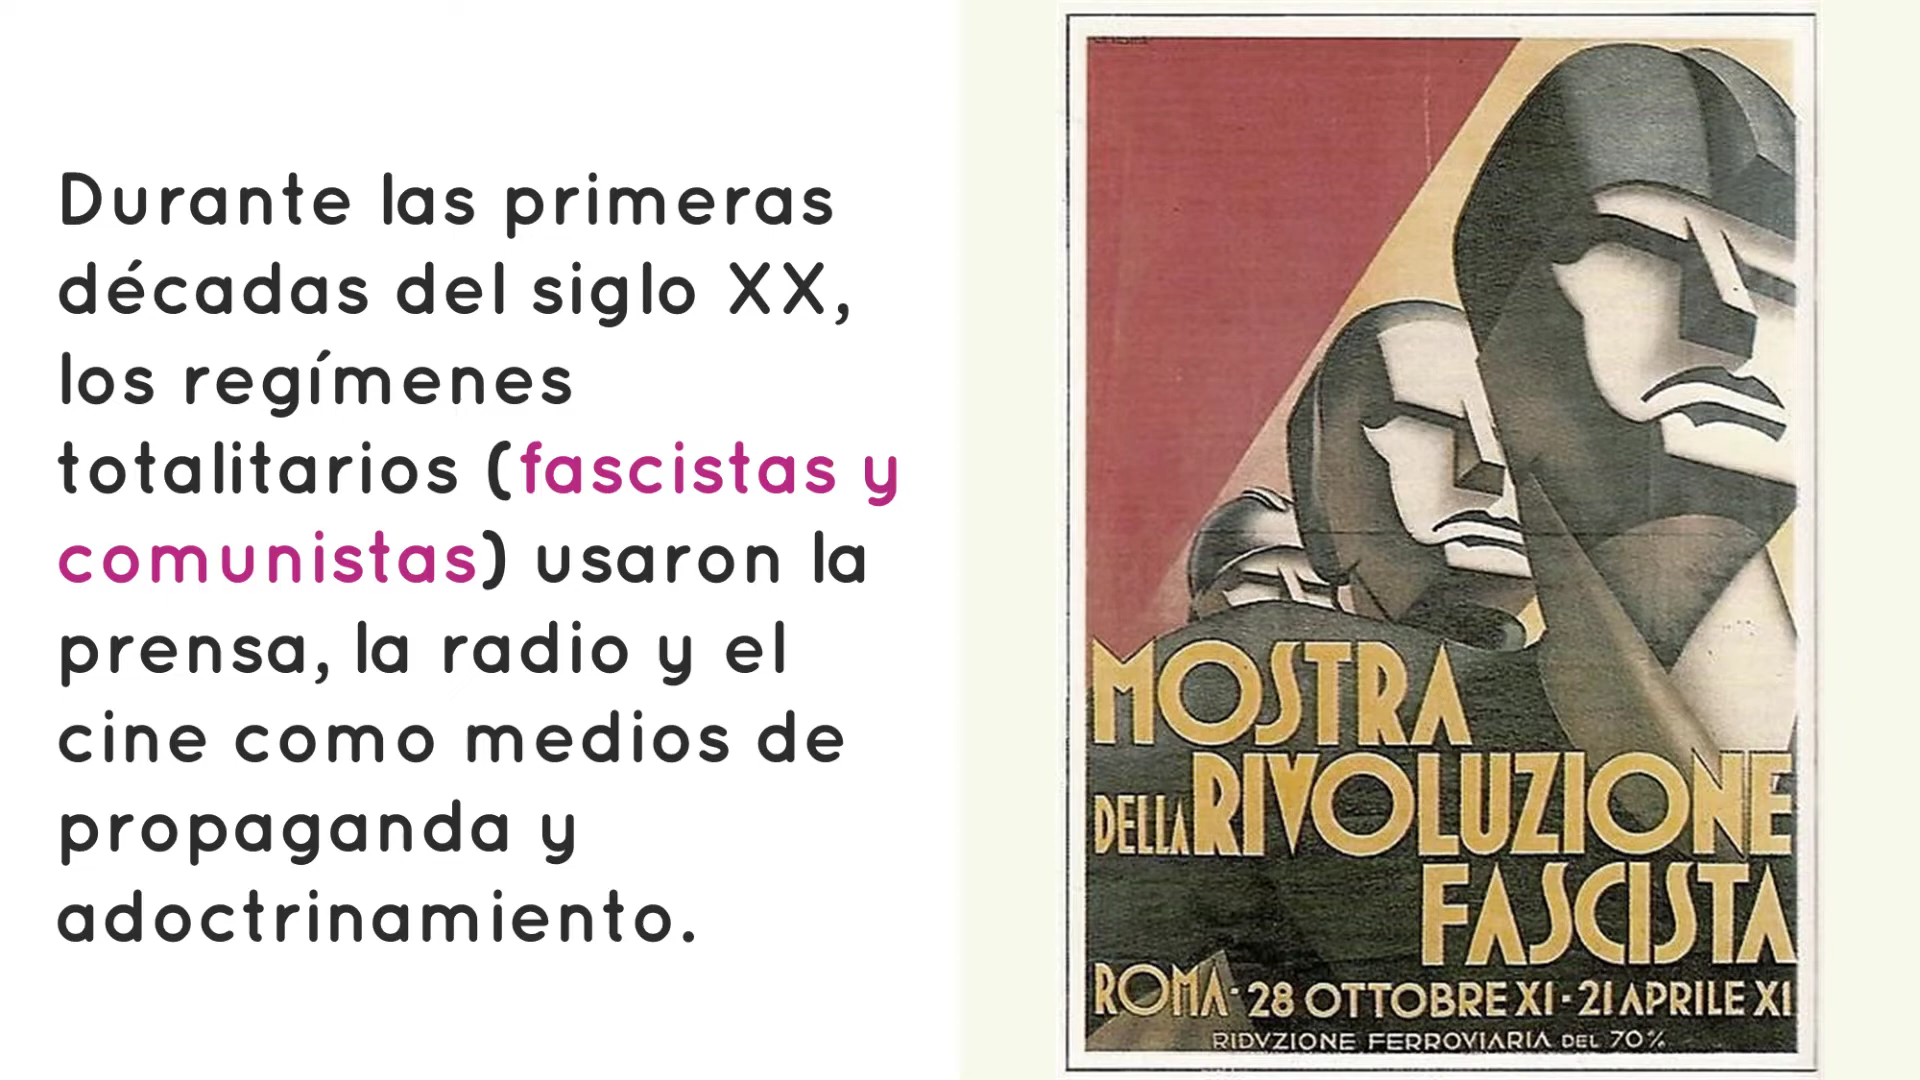 Durante las primeras
décadas del siglo XX,
los regímenes
totalitarios (fascistas y
comunistas) usaron la
prensa, la radio y el
cine como medios de
propaganda y
adoctrinamiento.
MOSTRA
DELLA RIVOLUZIONE
FASCISTA
ROMA - 28 OTTOBRE XI - 21 APRILE XI
RIDVZIONE FERROVIARIA DEL 70%